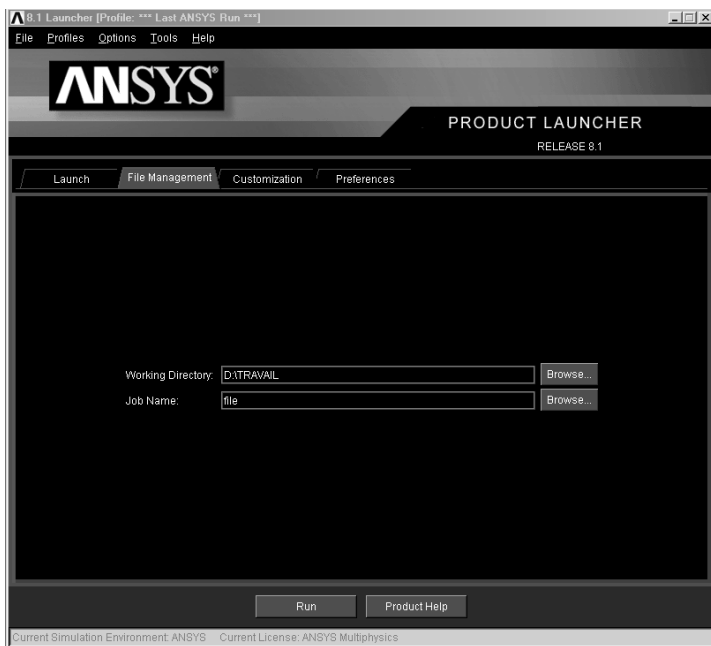 8.1 Launcher [Profile: *** Last ANSYS Run ***]
File Profiles Options Tools Help
ANSYS®
PRODUCT LAUNCHER
RELEASE 8.1
Launch File Management Customization Preferences
Working Directory: D:\TRAVAIL Browse...
Job Name: file Browse...
Run Product Help
Current Simulation Environment: ANSYS Current License: ANSYS Multiphysics